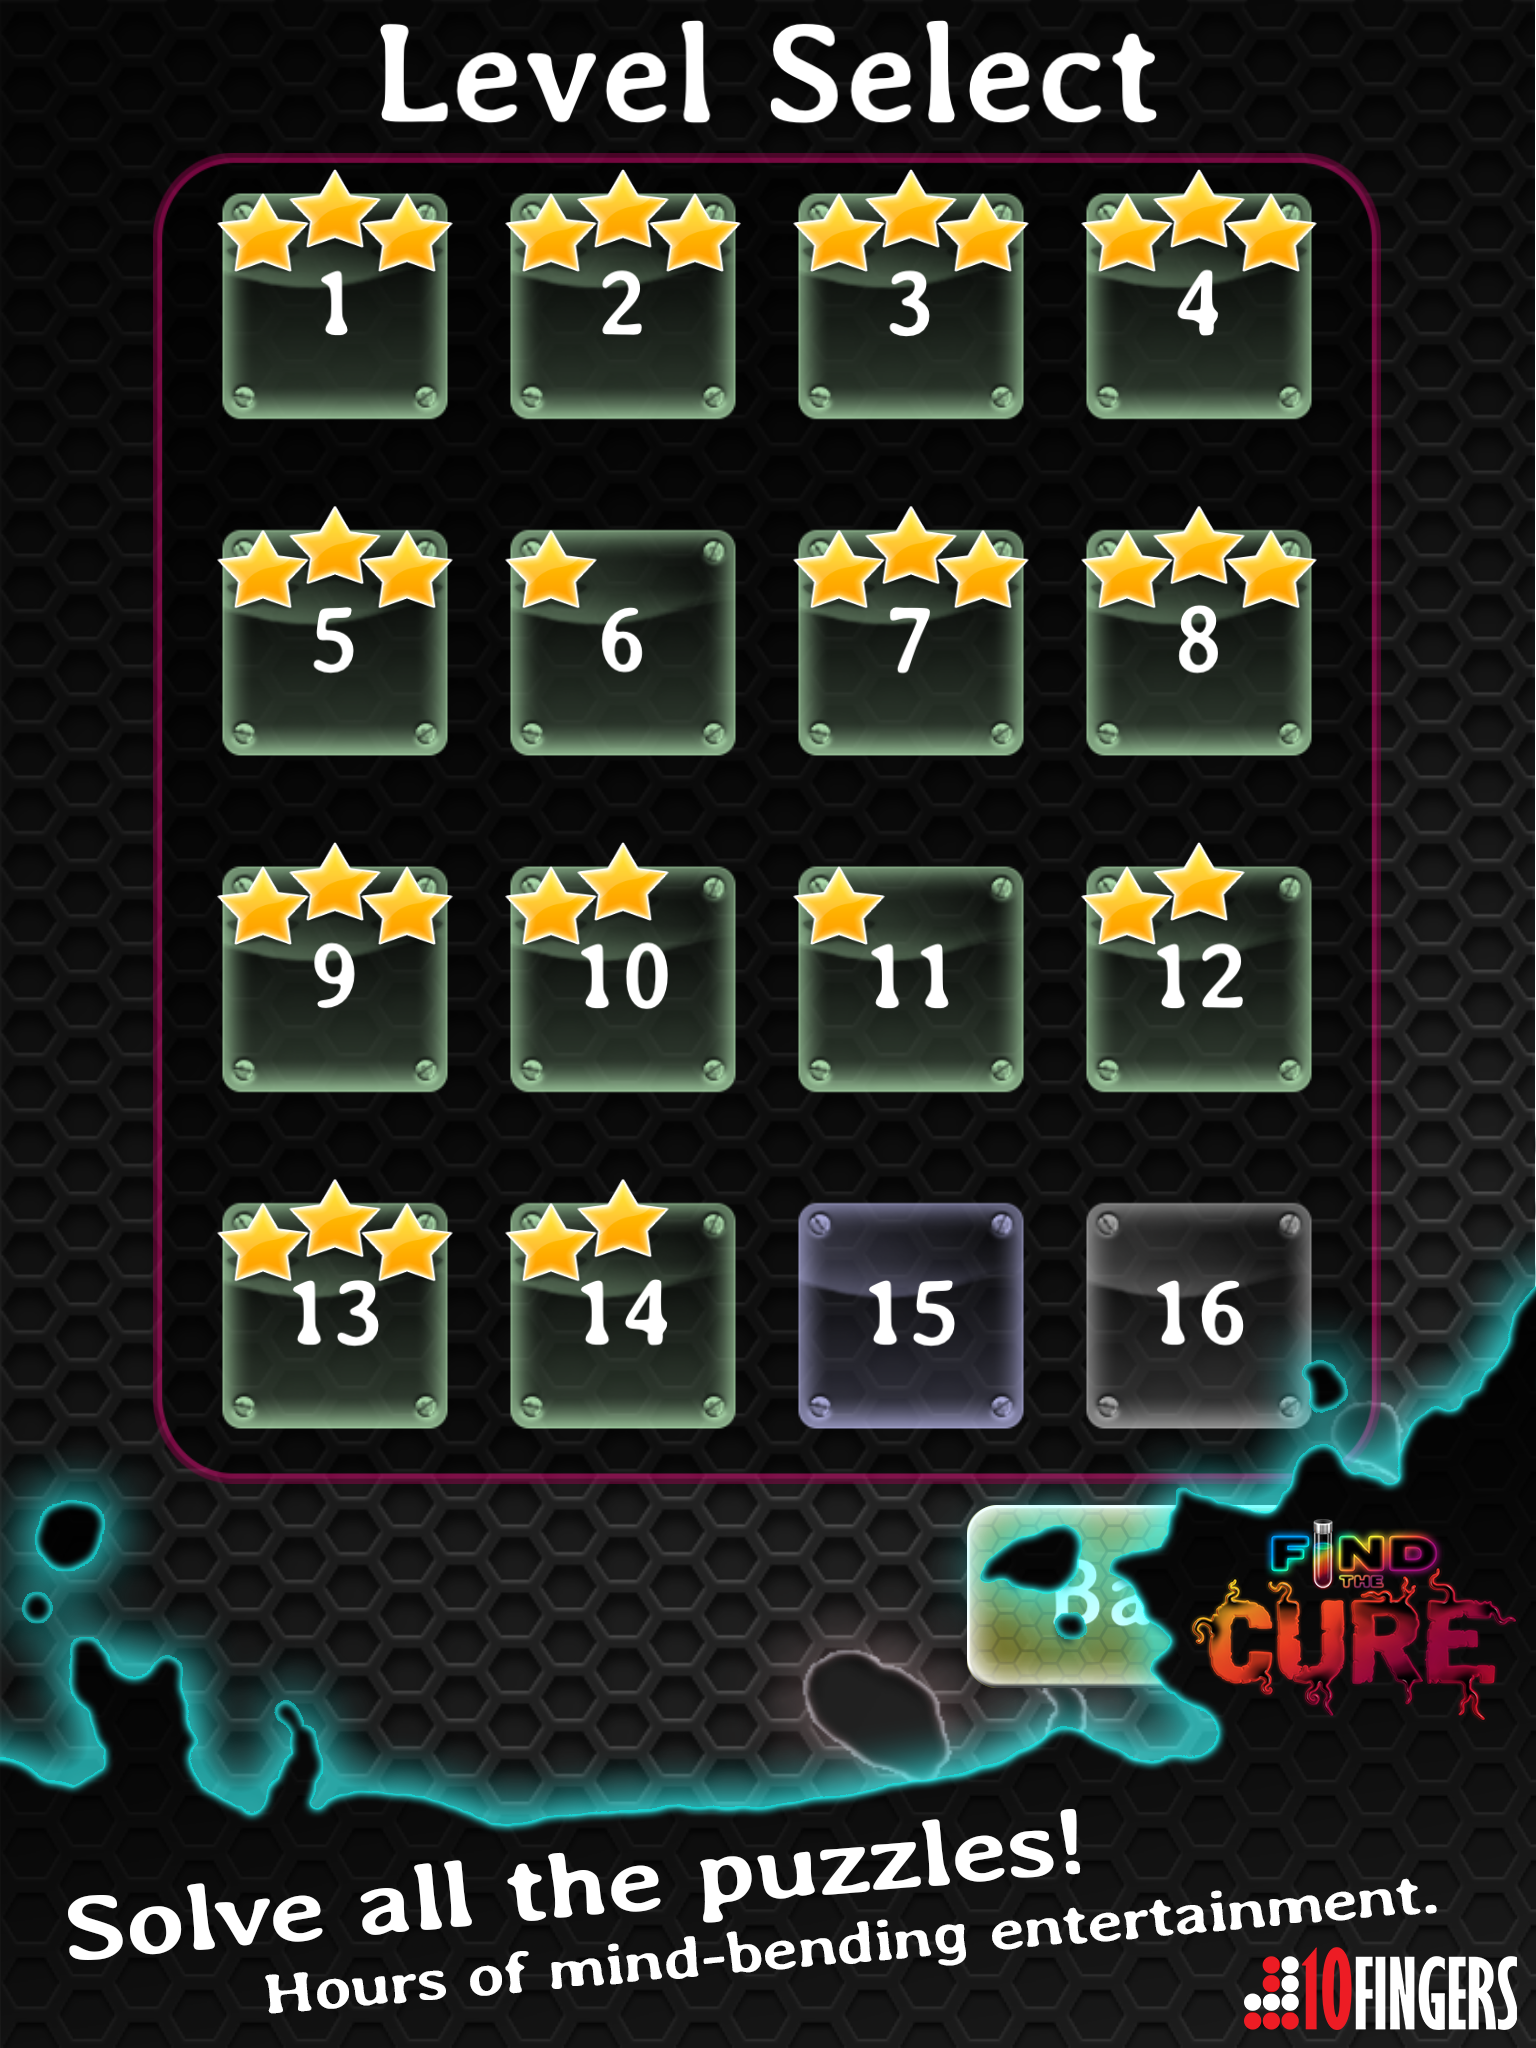 Level Select
1 2 3 4
5 6 7 8
9 10 11 12
13 14 15 16
FIND
THE
CURE
Solve all the puzzles!
Hours of mind-bending entertainment.
10FINGERS